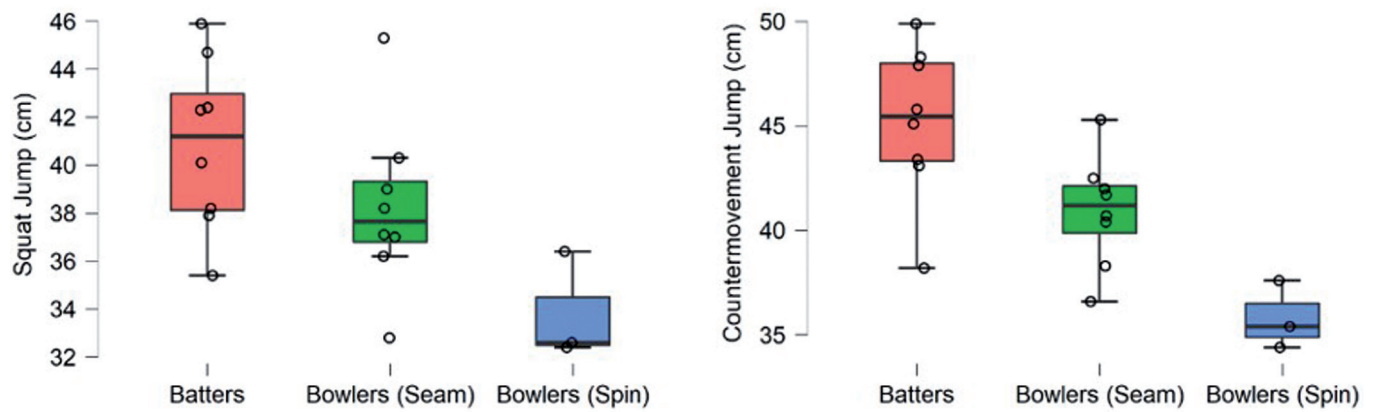 Squat Jump (cm)
46
44
42
40
38
36
34
32
Batters
Bowlers (Seam)
Bowlers (Spin)
Countermovement Jump (cm)
50
45
40
35
Batters
Bowlers (Seam)
Bowlers (Spin)